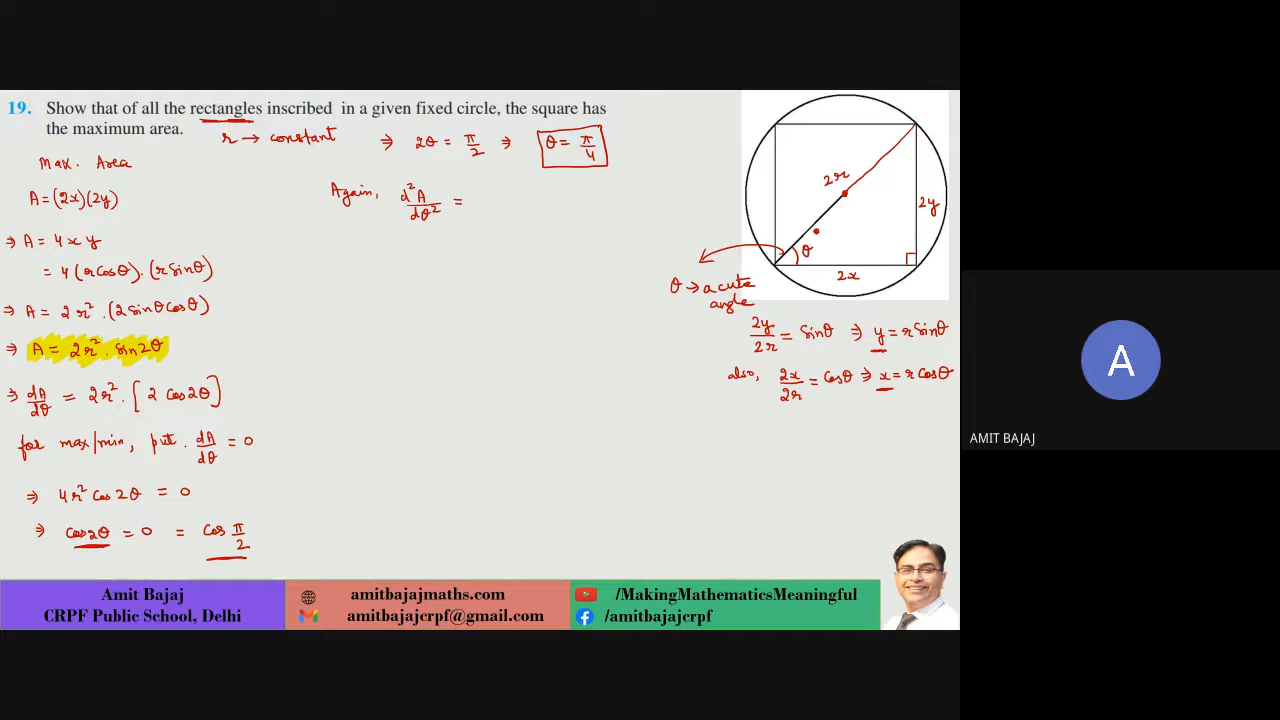 19. Show that of all the rectangles inscribed in a given fixed circle, the square has
the maximum area.
r → constant
Max. Area
A = (2x)(2y)
⇒ A = 4xy
= 4(r cosθ).(r sinθ)
⇒ A = 2r².(2 sinθ cosθ)
⇒ A = 2r². sin2θ
⇒ dA/dθ = 2r².[2 cos2θ]
for max/min, put. dA/dθ = 0
⇒ 4r² cos 2θ = 0
⇒ cos2θ = 0 = cos π/2
⇒ 2θ = π/2 ⇒ θ = π/4
Again, d²A/dθ² =
2r
2y
θ
2x
θ → acute
angle
2y/2r = sinθ ⇒ y = r sinθ
also, 2x/2r = cosθ ⇒ x = r cosθ
A
AMIT BAJAJ
Amit Bajaj
CRPF Public School, Delhi
amitbajajmaths.com
amitbajajcrpf@gmail.com
/MakingMathematicsMeaningful
/amitbajajcrpf